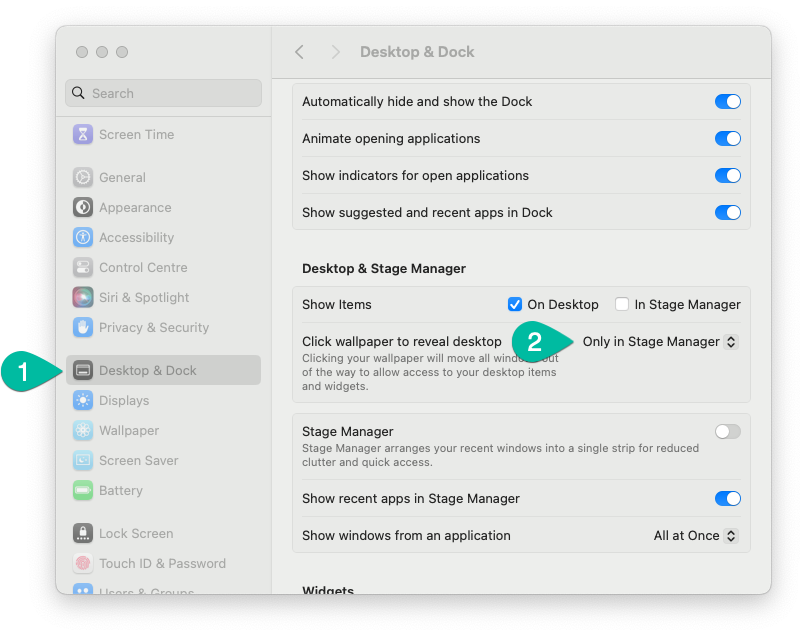 Desktop & Dock
Search
Screen Time
General
Appearance
Accessibility
Control Centre
Siri & Spotlight
Privacy & Security
1
Desktop & Dock
Displays
Wallpaper
Screen Saver
Battery
Lock Screen
Touch ID & Password
Users & Groups
Automatically hide and show the Dock
Animate opening applications
Show indicators for open applications
Show suggested and recent apps in Dock
Desktop & Stage Manager
Show Items On Desktop In Stage Manager
Click wallpaper to reveal desktop 2 Only in Stage Manager
Clicking your wallpaper will move all windows out
of the way to allow access to your desktop items
and widgets.
Stage Manager
Stage Manager arranges your recent windows into a single strip for reduced
clutter and quick access.
Show recent apps in Stage Manager
Show windows from an application All at Once
Widgets